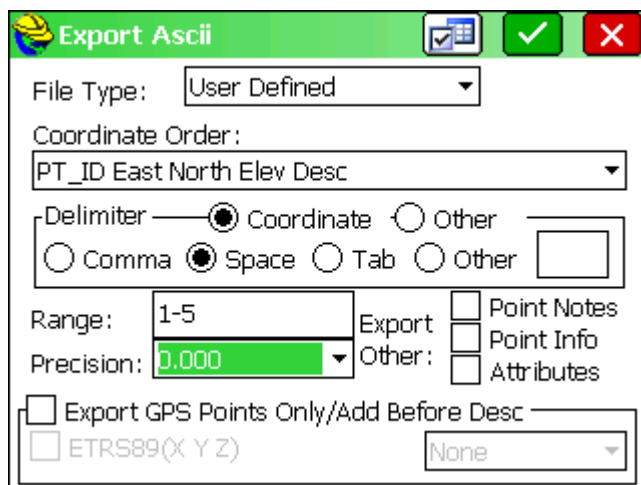 Export Ascii
File Type: User Defined
Coordinate Order:
PT_ID East North Elev Desc
Delimiter Coordinate Other
Comma Space Tab Other
Range: 1-5
Precision: 0.000
Export Other:
Point Notes
Point Info
Attributes
Export GPS Points Only/Add Before Desc
ETRS89(X Y Z) None